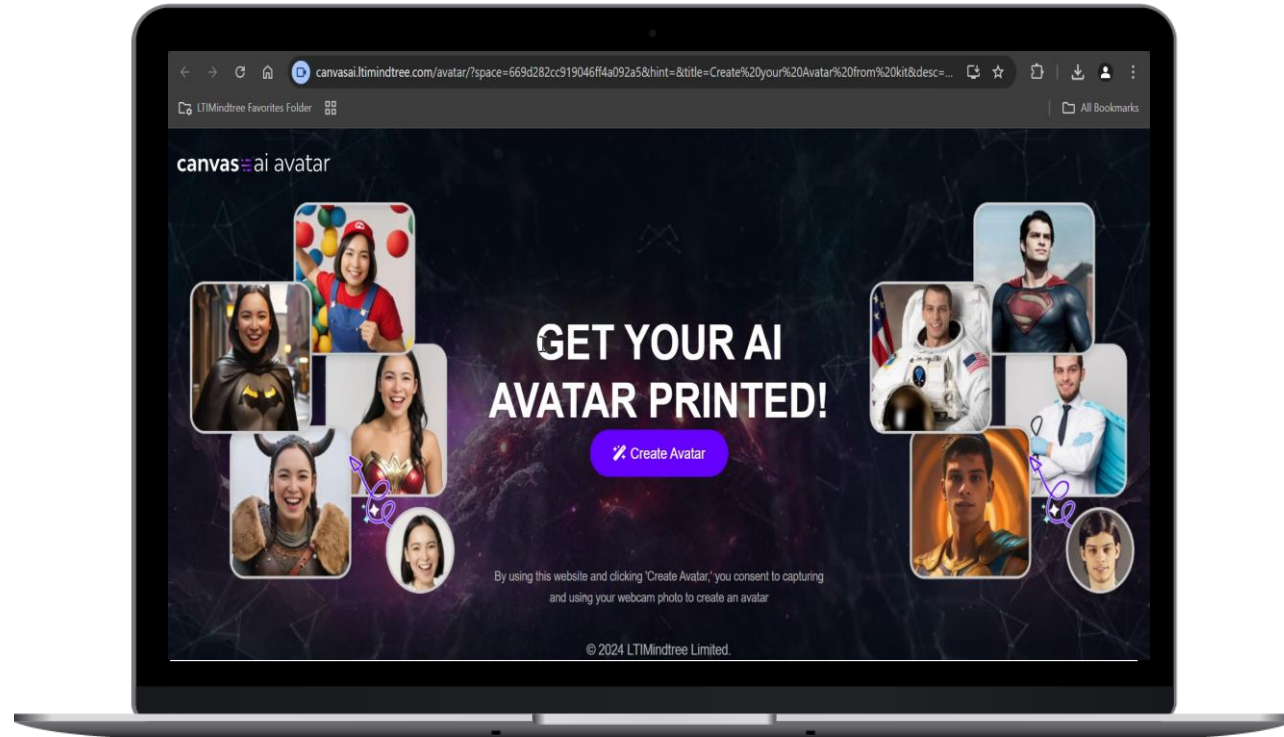 canvasai.ltimindtree.com/avatar/?space=669d282cc919046ff4a092a5&hint=&title=Create%20your%20Avatar%20from%20kit&desc=...
LTIMindtree Favorites Folder
All Bookmarks
canvas ai avatar
GET YOUR AI
AVATAR PRINTED!
Create Avatar
By using this website and clicking 'Create Avatar,' you consent to capturing
and using your webcam photo to create an avatar
© 2024 LTIMindtree Limited.